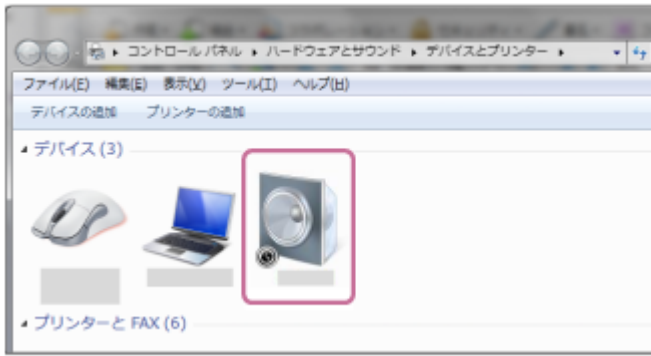 コントロール パネル ▸ ハードウェアとサウンド ▸ デバイスとプリンター ▸
ファイル(F) 編集(E) 表示(V) ツール(T) ヘルプ(H)
デバイスの追加 プリンターの追加
デバイス (3)
プリンターと FAX (6)